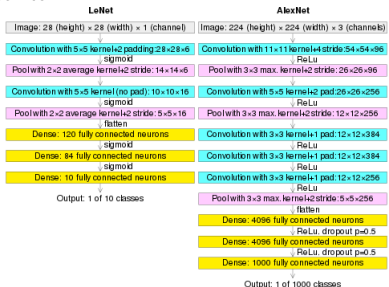 LeNet
Image: 28 (height) × 28 (width) × 1 (channel)
Convolution with 5×5 kernel+2 padding:28×28×6
sigmoid
Pool with 2×2 average kernel+2 stride:14×14×6
Convolution with 5×5 kernel (no pad):10×10×16
sigmoid
Pool with 2×2 average kernel+2 stride: 5×5×16
flatten
Dense: 120 fully connected neurons
sigmoid
Dense: 84 fully connected neurons
sigmoid
Dense: 10 fully connected neurons
Output: 1 of 10 classes
AlexNet
Image: 224 (height) × 224 (width) × 3 (channels)
Convolution with 11×11 kernel+4 stride:54×54×96
ReLu
Pool with 3×3 max. kernel+2 stride: 26×26×96
Convolution with 5×5 kernel+2 pad:26×26×256
ReLu
Pool with 3×3 max. kernel+2 stride:12×12×256
Convolution with 3×3 kernel+1 pad:12×12×384
ReLu
Convolution with 3×3 kernel+1 pad:12×12×384
ReLu
Convolution with 3×3 kernel+1 pad:12×12×256
ReLu
Pool with 3×3 max. kernel+2 stride:5×5×256
flatten
Dense: 4096 fully connected neurons
ReLu, dropout p=0.5
Dense: 4096 fully connected neurons
ReLu, dropout p=0.5
Dense: 1000 fully connected neurons
Output: 1 of 1000 classes